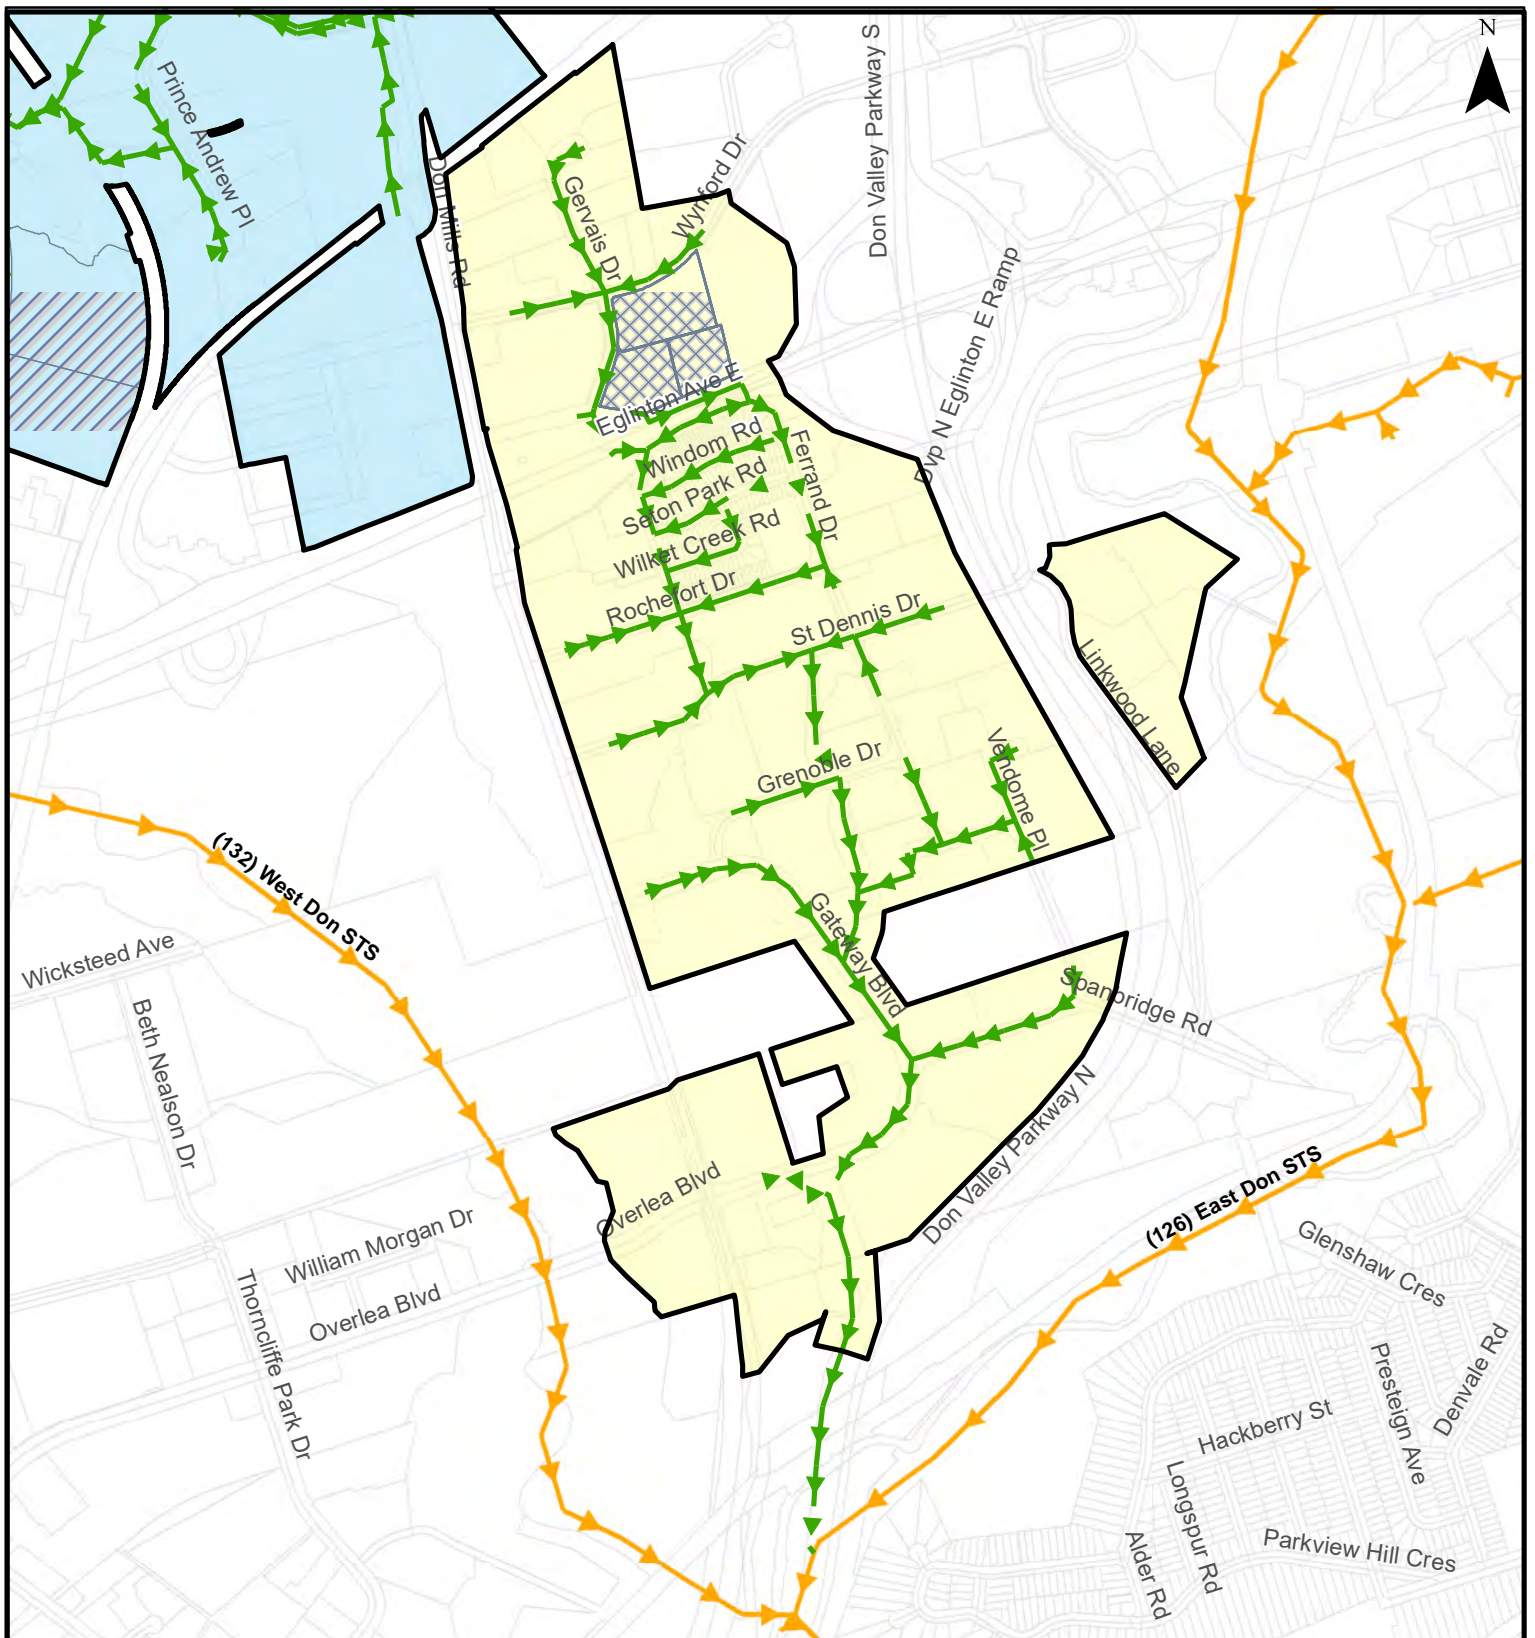 N
Prince Andrew Pl
Don Mills Rd
Gervais Dr
Wynford Dr
Don Valley Parkway S
Dvp N Eglinton E Ramp
Eglinton Ave E
Windom Rd
Seton Park Rd
Ferrand Dr
Wilket Creek Rd
Rochefort Dr
St Dennis Dr
Linkwood Lane
Grenoble Dr
Vendome Pl
(132) West Don STS
Gateway Blvd
Wicksteed Ave
Spanbridge Rd
Beth Nealson Dr
Don Valley Parkway N
Overlea Blvd
(126) East Don STS
William Morgan Dr
Glenshaw Cres
Overlea Blvd
Thorncliffe Park Dr
Presteign Ave
Denvale Rd
Hackberry St
Longspur Rd
Alder Rd
Parkview Hill Cres